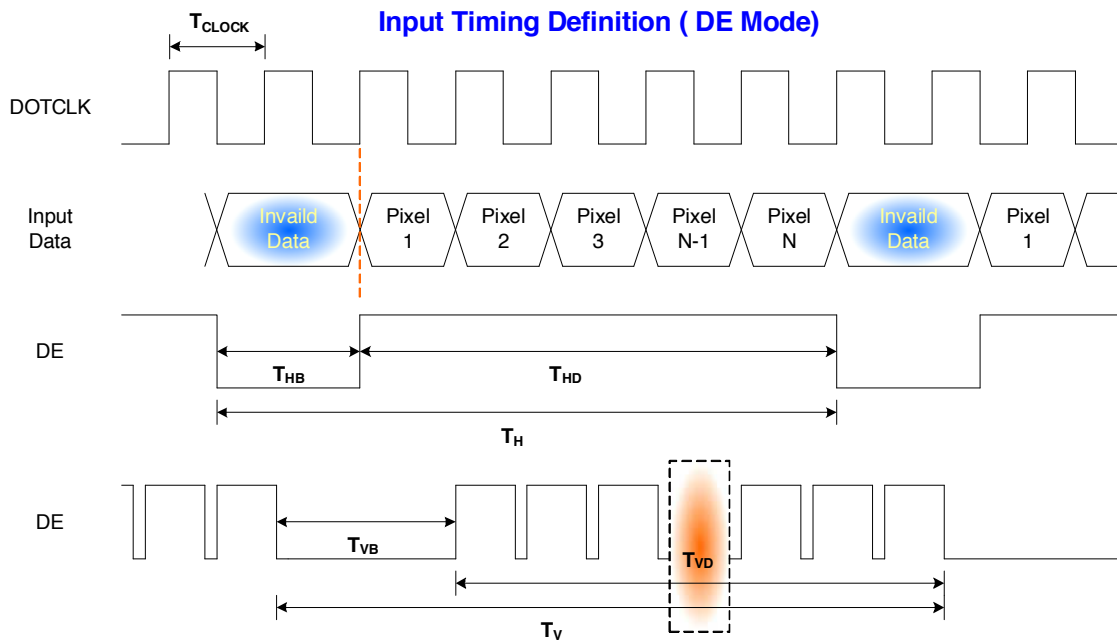 Input Timing Definition ( DE Mode)
TCLOCK
DOTCLK
Input
Data
Invaild
Data
Pixel
1
Pixel
2
Pixel
3
Pixel
N-1
Pixel
N
Invaild
Data
Pixel
1
DE
THB
THD
TH
DE
TVB
TVD
TV